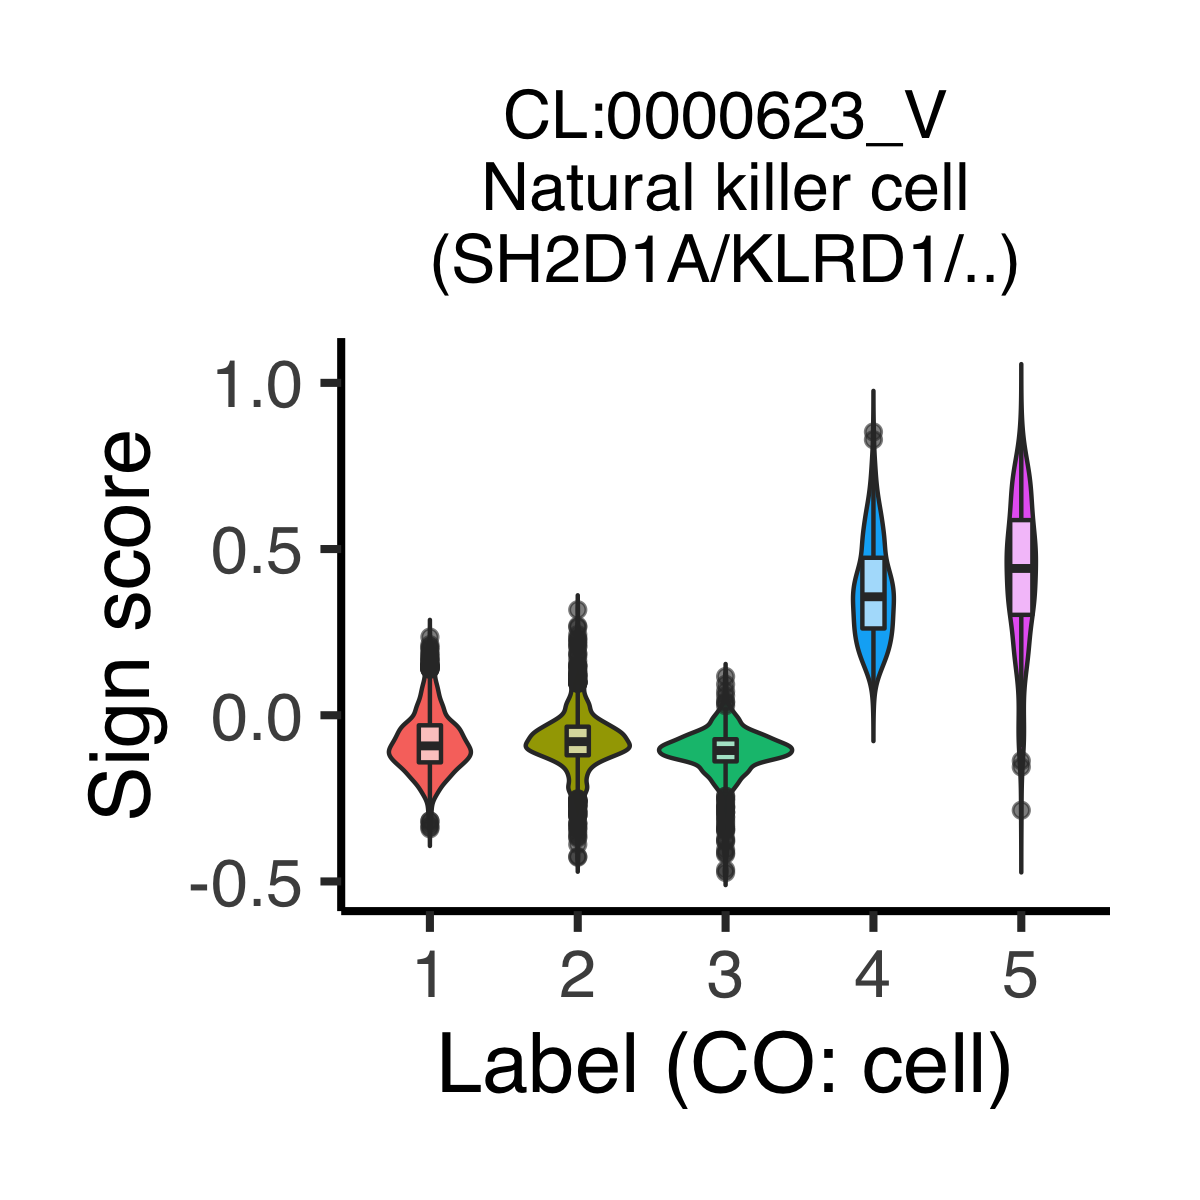 CL:0000623_V
Natural killer cell
(SH2D1A/KLRD1/..)
1.0
0.5
0.0
-0.5
Sign score
1 2 3 4 5
Label (CO: cell)